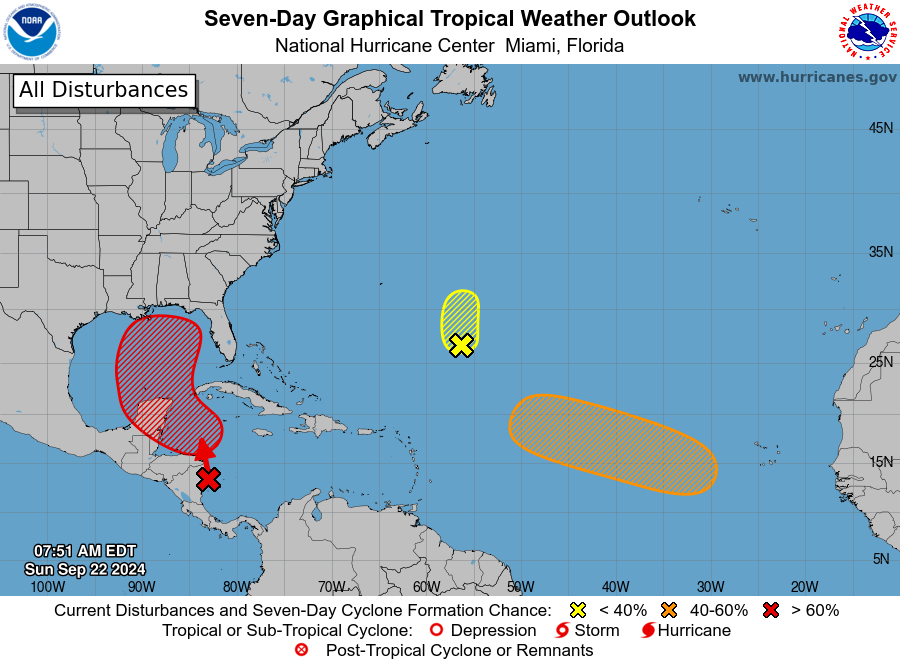 Seven-Day Graphical Tropical Weather Outlook
National Hurricane Center Miami, Florida
NOAA
NATIONAL WEATHER SERVICE
All Disturbances
www.hurricanes.gov
45N
35N
25N
15N
5N
07:51 AM EDT
Sun Sep 22 2024
100W 90W 80W 70W 60W 50W 40W 30W 20W
Current Disturbances and Seven-Day Cyclone Formation Chance: < 40% 40-60% > 60%
Tropical or Sub-Tropical Cyclone: Depression Storm Hurricane
Post-Tropical Cyclone or Remnants